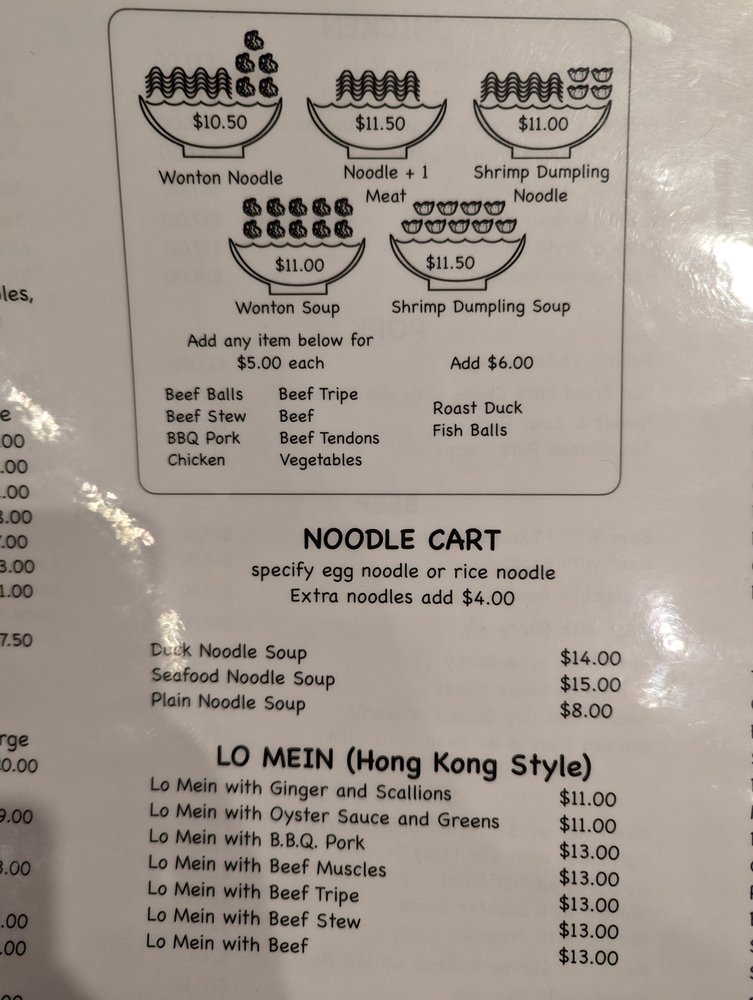 $10.50
$11.50
$11.00
Wonton Noodle
Noodle + 1
Meat
Shrimp Dumpling
Noodle
$11.00
$11.50
Wonton Soup
Shrimp Dumpling Soup
Add any item below for
$5.00 each
Add $6.00
Beef Balls
Beef Stew
BBQ Pork
Chicken
Beef Tripe
Beef
Beef Tendons
Vegetables
Roast Duck
Fish Balls
NOODLE CART
specify egg noodle or rice noodle
Extra noodles add $4.00
Duck Noodle Soup $14.00
Seafood Noodle Soup $15.00
Plain Noodle Soup $8.00
LO MEIN (Hong Kong Style)
Lo Mein with Ginger and Scallions $11.00
Lo Mein with Oyster Sauce and Greens $11.00
Lo Mein with B.B.Q. Pork $13.00
Lo Mein with Beef Muscles $13.00
Lo Mein with Beef Tripe $13.00
Lo Mein with Beef Stew $13.00
Lo Mein with Beef $13.00